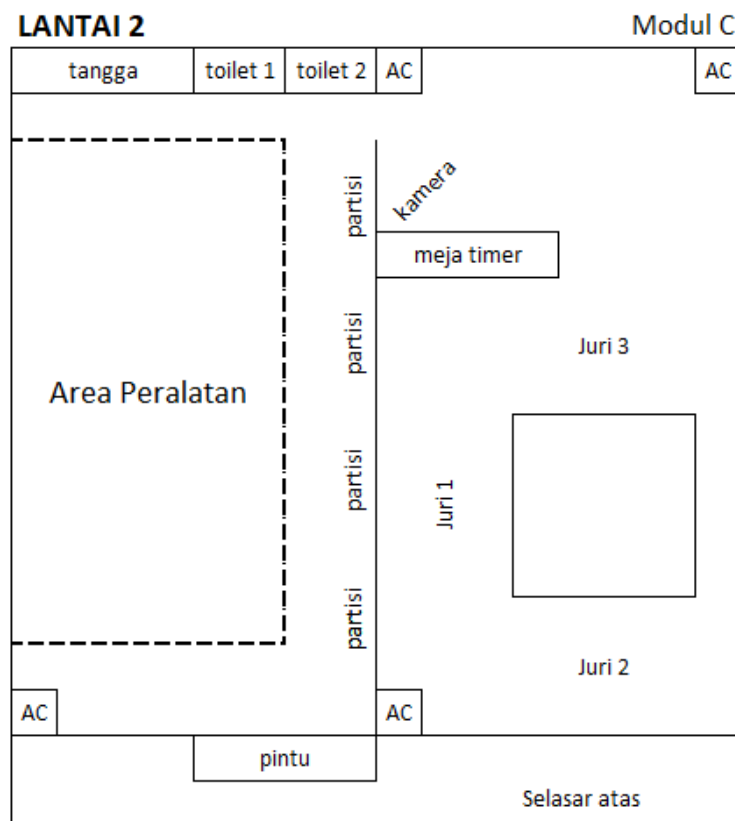 LANTAI 2
Modul C
tangga
toilet 1
toilet 2
AC
AC
partisi
kamera
meja timer
partisi
Juri 3
Area Peralatan
partisi
Juri 1
partisi
Juri 2
AC
AC
pintu
Selasar atas